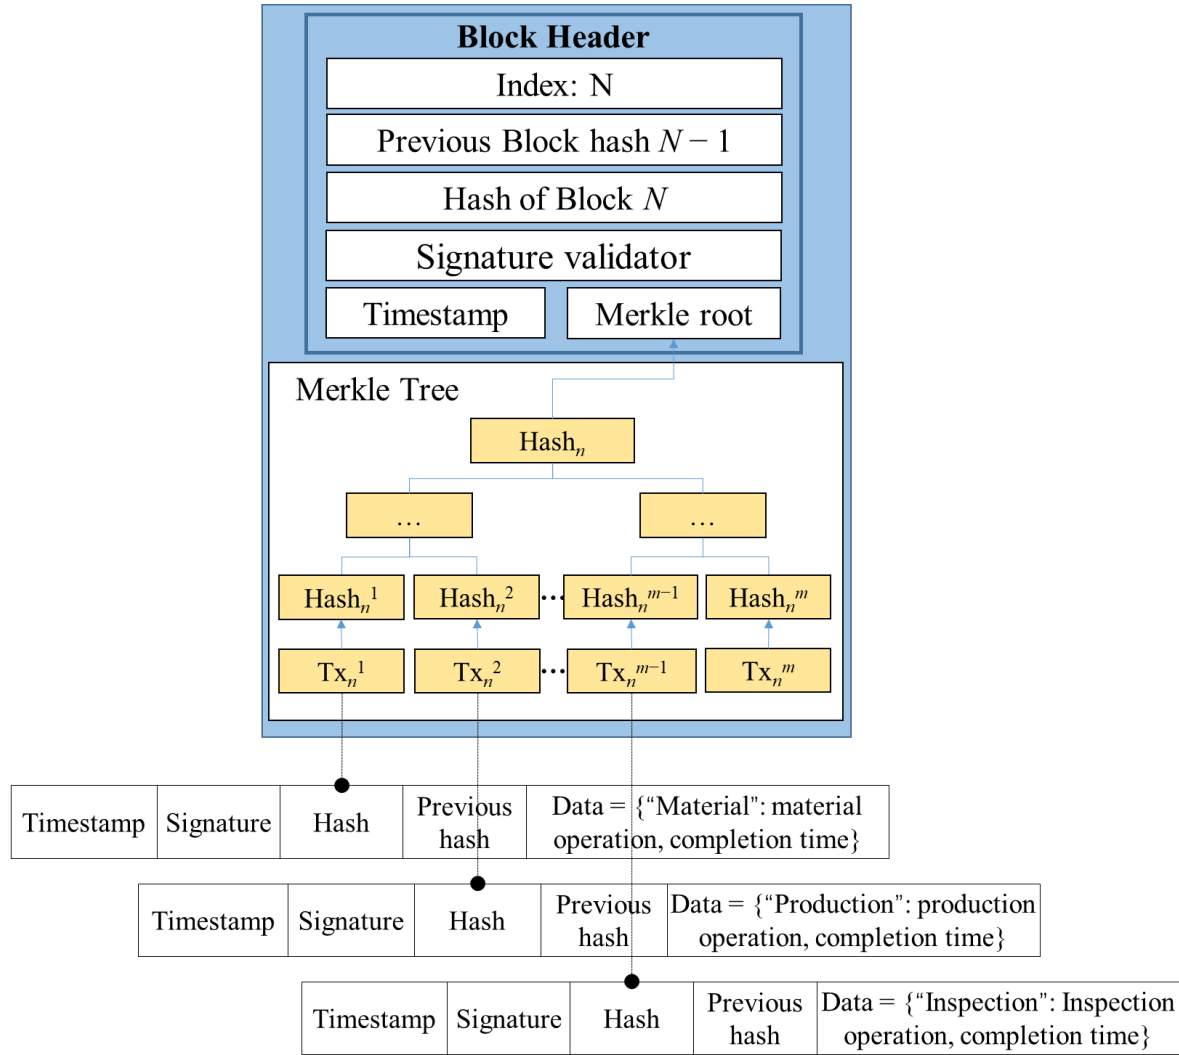 Block Header
Index: N
Previous Block hash N − 1
Hash of Block N
Signature validator
Timestamp
Merkle root
Merkle Tree
Hashₙ
...
...
Hashₙ¹
Hashₙ²
...
Hashₙᵐ⁻¹
Hashₙᵐ
Txₙ¹
Txₙ²
...
Txₙᵐ⁻¹
Txₙᵐ
Timestamp
Signature
Hash
Previous
hash
Data = {“Material”: material
operation, completion time}
Timestamp
Signature
Hash
Previous
hash
Data = {“Production”: production
operation, completion time}
Timestamp
Signature
Hash
Previous
hash
Data = {“Inspection”: Inspection
operation, completion time}